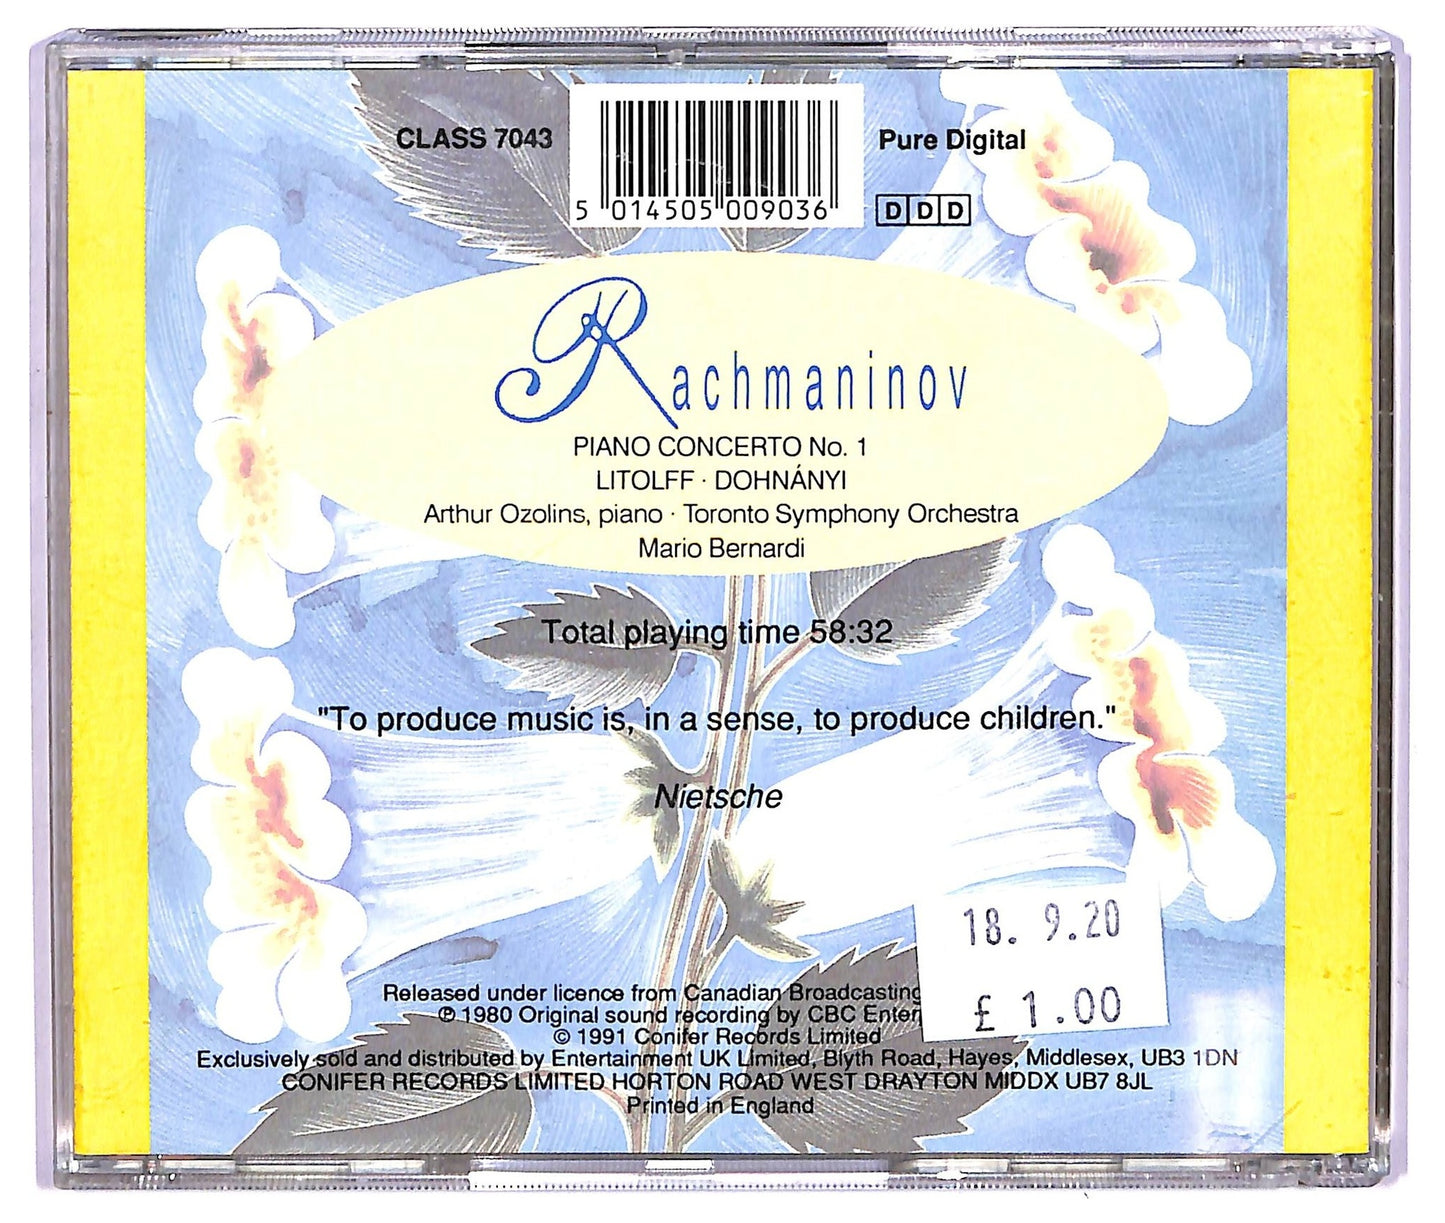 CLASS 7043
5 014505 009036
Pure Digital
DDD
Rachmaninov
PIANO CONCERTO No. 1
LITOLFF · DOHNÁNYI
Arthur Ozolins, piano · Toronto Symphony Orchestra
Mario Bernardi
Total playing time 58:32
"To produce music is, in a sense, to produce children."
Nietsche
18. 9.20
£ 1.00
Released under licence from Canadian Broadcasting
℗ 1980 Original sound recording by CBC
© 1991 Conifer Records Limited
Exclusively sold and distributed by Entertainment UK Limited, Blyth Road, Hayes, Middlesex, UB3 1DN
CONIFER RECORDS LIMITED HORTON ROAD WEST DRAYTON MIDDX UB7 8JL
Printed in England